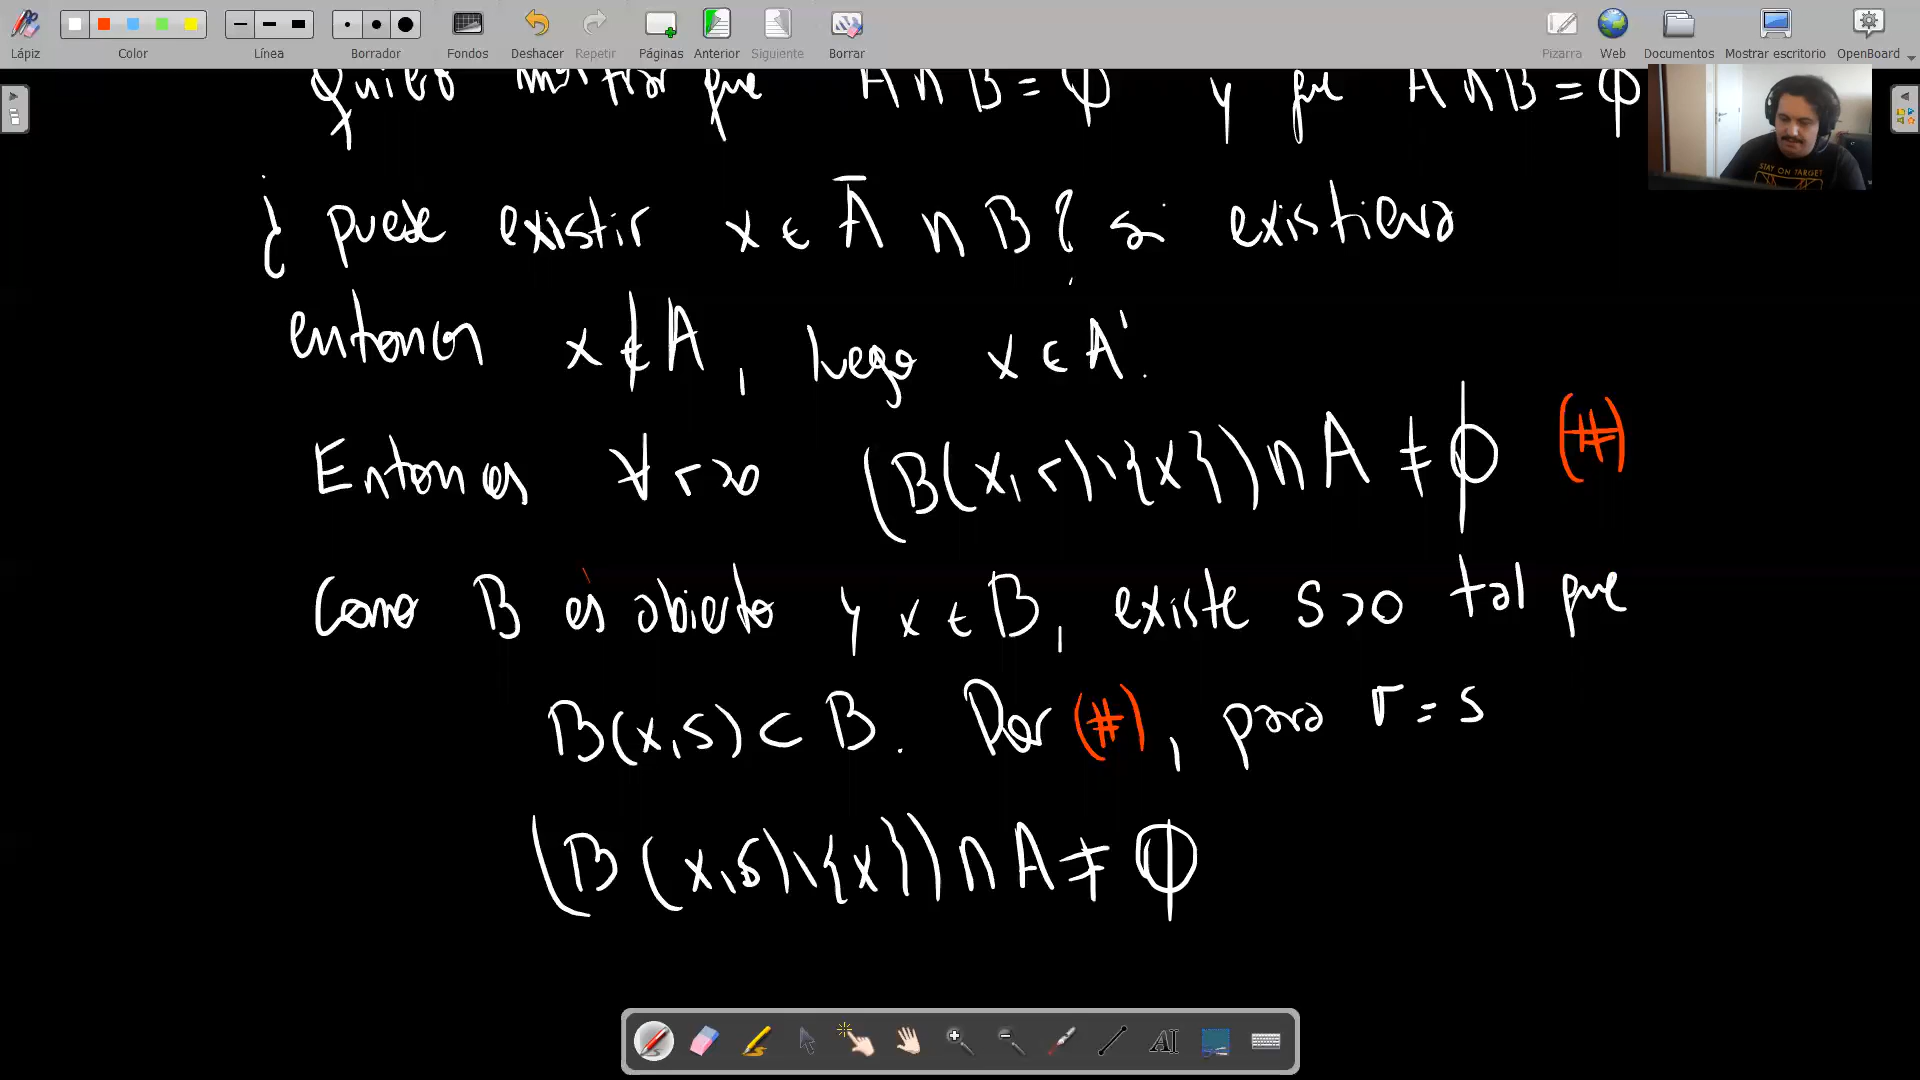 Lápiz Color Línea Borrador Fondos Deshacer Repetir Páginas Anterior Siguiente Borrar Pizarra Web Documentos Mostrar escritorio OpenBoard
Quiero mostrar que A ∩ B = ∅ y que A ∩ B = ∅
STAY ON TARGET
¿ puede existir x ∈ Ā ∩ B ? si existiera
entonces x ∉ A, luego x ∈ A'.
Entonces ∀ r>0 (B(x,r)\{x}) ∩ A ≠ ∅ (#)
Como B es abierto y x ∈ B, existe s>0 tal que
B(x,s) ⊂ B. Por (#), para r = s
(B(x,s)\{x}) ∩ A ≠ ∅